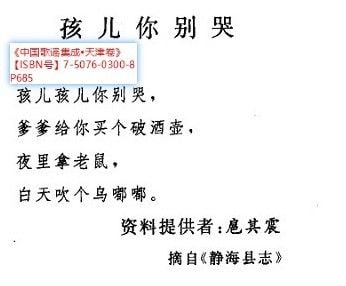 孩儿你别哭
《中国歌谣集成•天津卷》
【ISBN号】7-5076-0300-8
P685
孩儿孩儿你别哭，
爹爹给你买个破酒壶，
夜里拿老鼠，
白天吹个乌嘟嘟。
资料提供者:扈其震
摘自《静海县志》